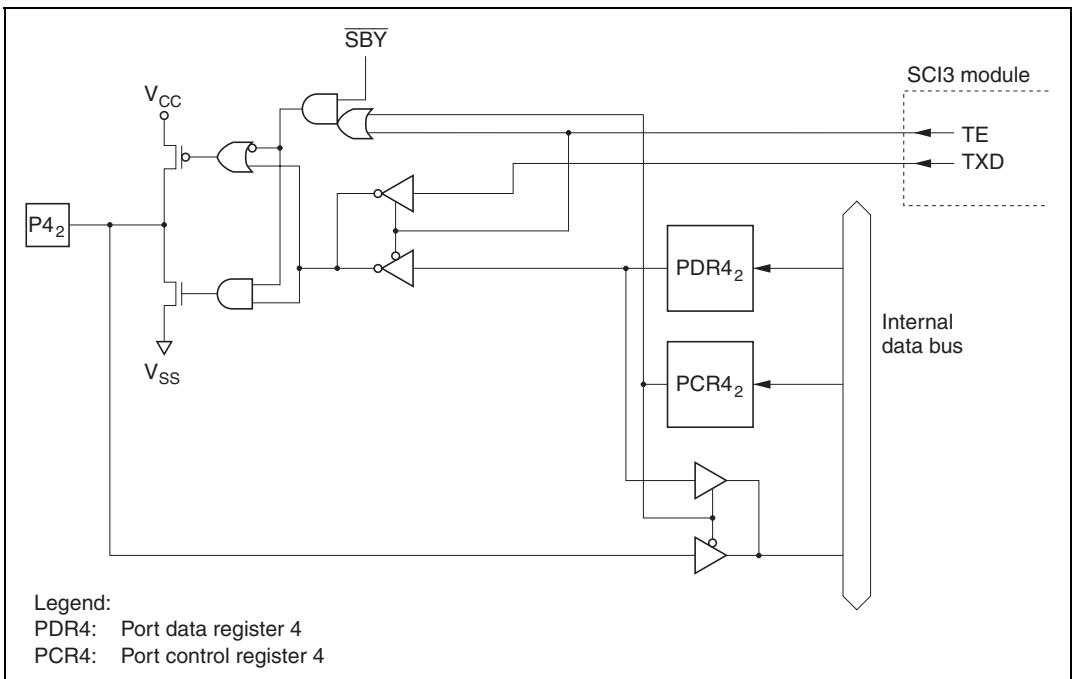 SBY
SCI3 module
VCC
TE
TXD
P42
PDR42
Internal
data bus
PCR42
VSS
Legend:
PDR4: Port data register 4
PCR4: Port control register 4